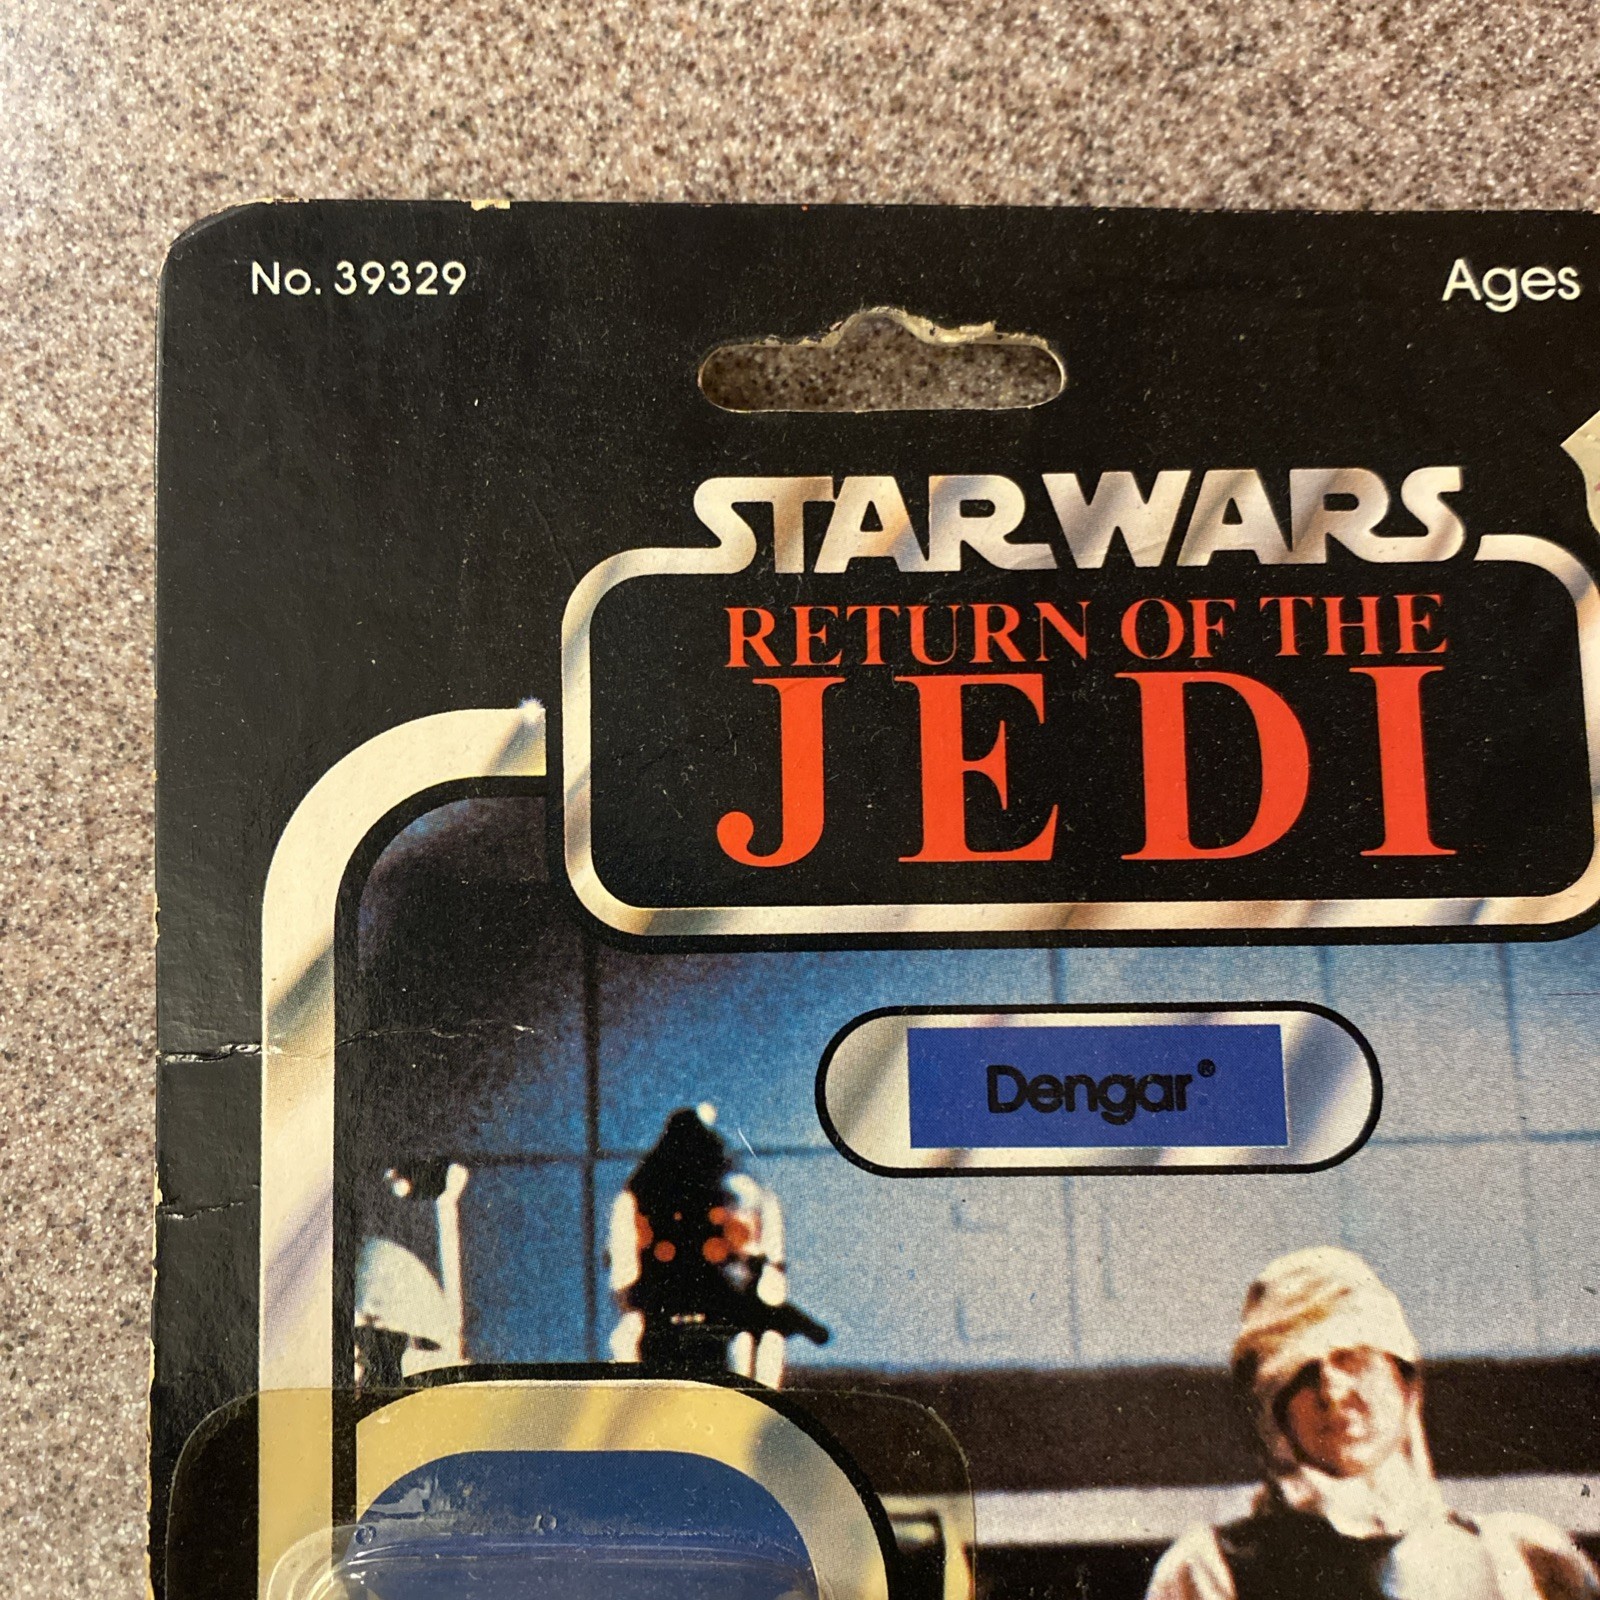 No. 39329
Ages
STAR WARS
RETURN OF THE
JEDI
Dengar®